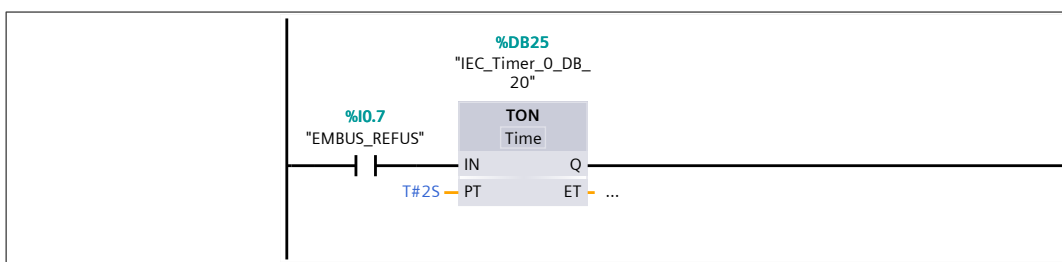 %DB25
"IEC_Timer_0_DB_
20"
%I0.7
"EMBUS_REFUS"
TON
Time
IN Q
T#2S PT ET ...